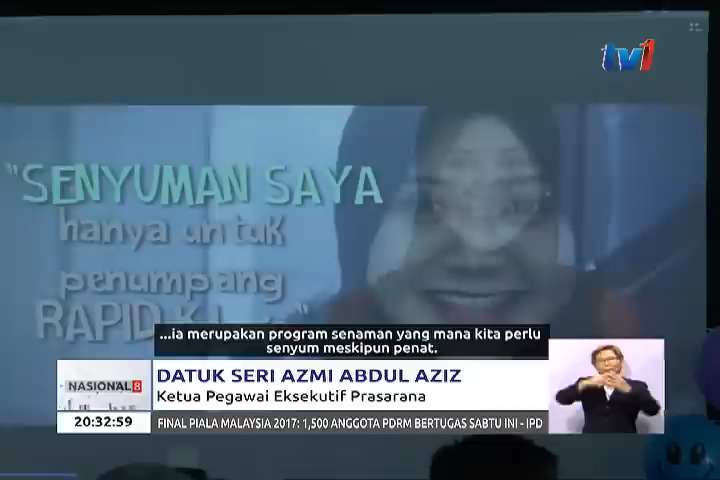 tv1
"SENYUMAN SAYA
hanya untuk
penumpang
RAPID KL"
...ia merupakan program senaman yang mana kita perlu
senyum meskipun penat.
NASIONAL 8
DATUK SERI AZMI ABDUL AZIZ
Ketua Pegawai Eksekutif Prasarana
20:32:59
FINAL PIALA MALAYSIA 2017: 1,500 ANGGOTA PDRM BERTUGAS SABTU INI - IPD